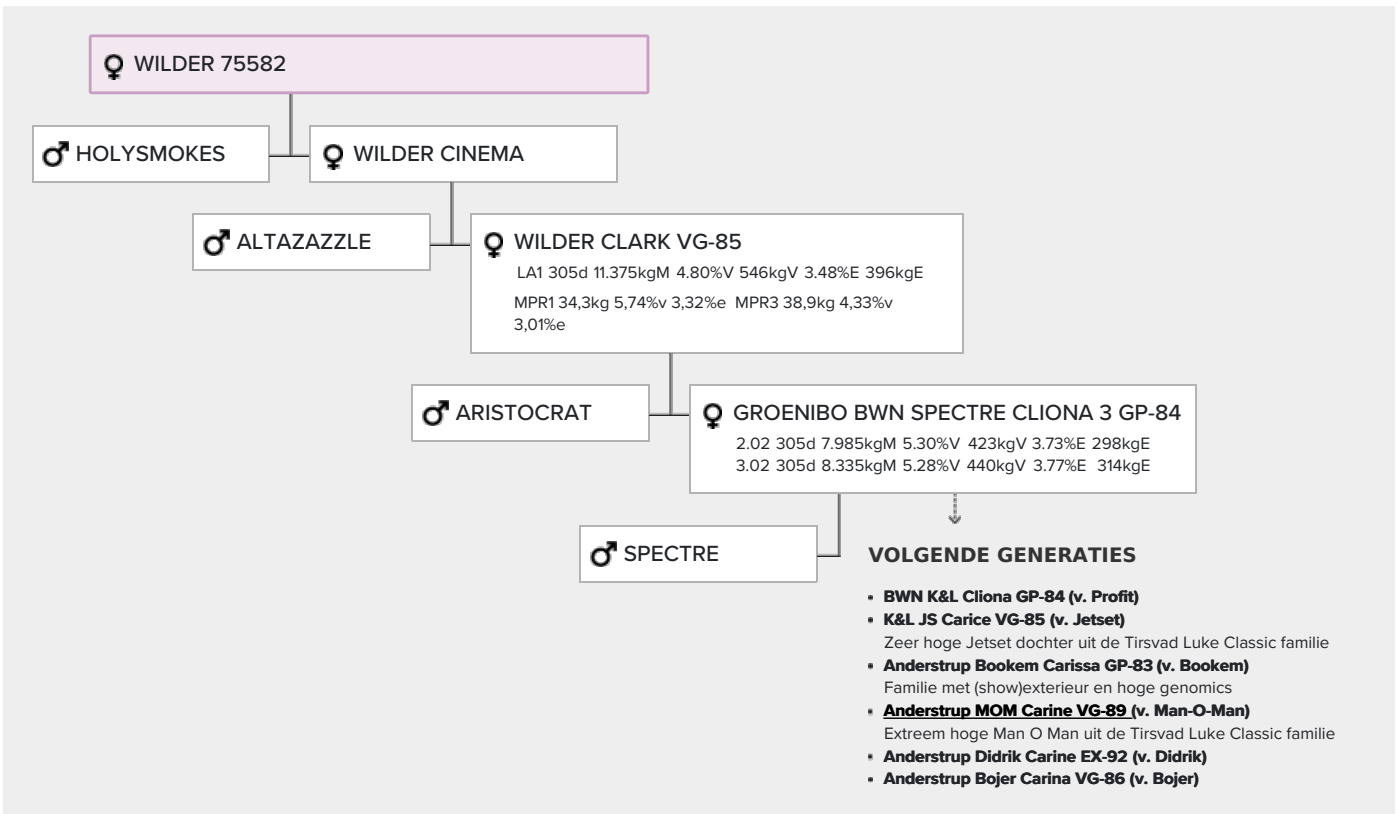 WILDER 75582
HOLYSMOKES
WILDER CINEMA
ALTAZAZZLE
WILDER CLARK VG-85
LA1 305d 11.375kgM 4.80%V 546kgV 3.48%E 396kgE
MPR1 34,3kg 5,74%v 3,32%e MPR3 38,9kg 4,33%v
3,01%e
ARISTOCRAT
GROENIBO BWN SPECTRE CLIONA 3 GP-84
2.02 305d 7.985kgM 5.30%V 423kgV 3.73%E 298kgE
3.02 305d 8.335kgM 5.28%V 440kgV 3.77%E 314kgE
SPECTRE
VOLGENDE GENERATIES
• BWN K&L Cliona GP-84 (v. Profit)
• K&L JS Carice VG-85 (v. Jetset)
Zeer hoge Jetset dochter uit de Tirsvad Luke Classic familie
• Anderstrup Bookem Carissa GP-83 (v. Bookem)
Familie met (show)exterieur en hoge genomics
• Anderstrup MOM Carine VG-89 (v. Man-O-Man)
Extreem hoge Man O Man uit de Tirsvad Luke Classic familie
• Anderstrup Didrik Carine EX-92 (v. Didrik)
• Anderstrup Bojer Carina VG-86 (v. Bojer)